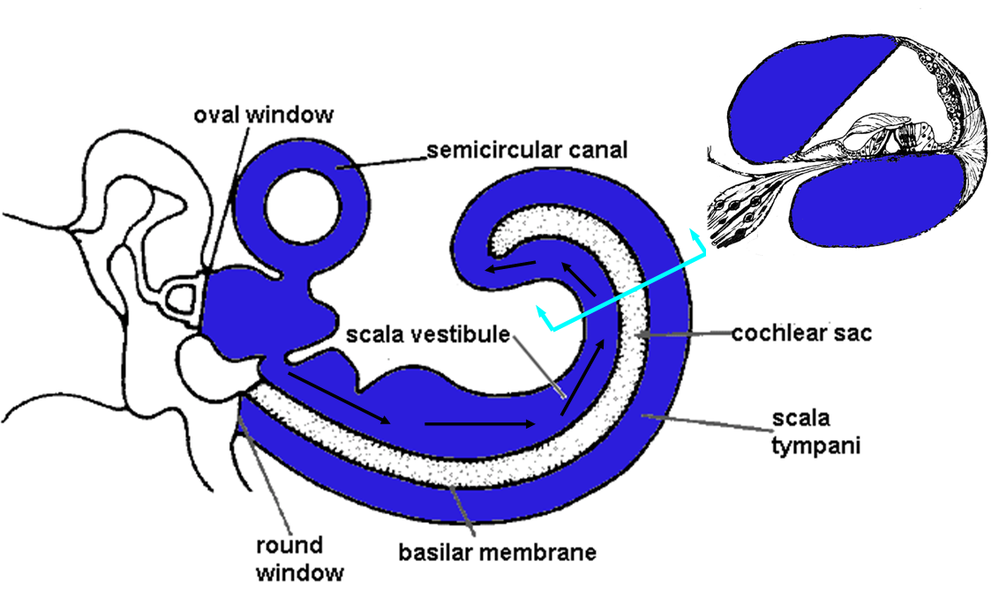 oval window
semicircular canal
scala vestibule
cochlear sac
scala
tympani
round
window
basilar membrane